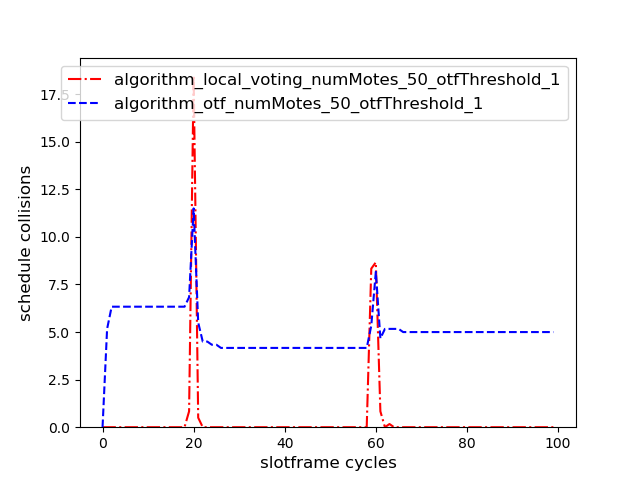 algorithm_local_voting_numMotes_50_otfThreshold_1
algorithm_otf_numMotes_50_otfThreshold_1
17.5
15.0
12.5
10.0
7.5
5.0
2.5
0.0
schedule collisions
0 20 40 60 80 100
slotframe cycles